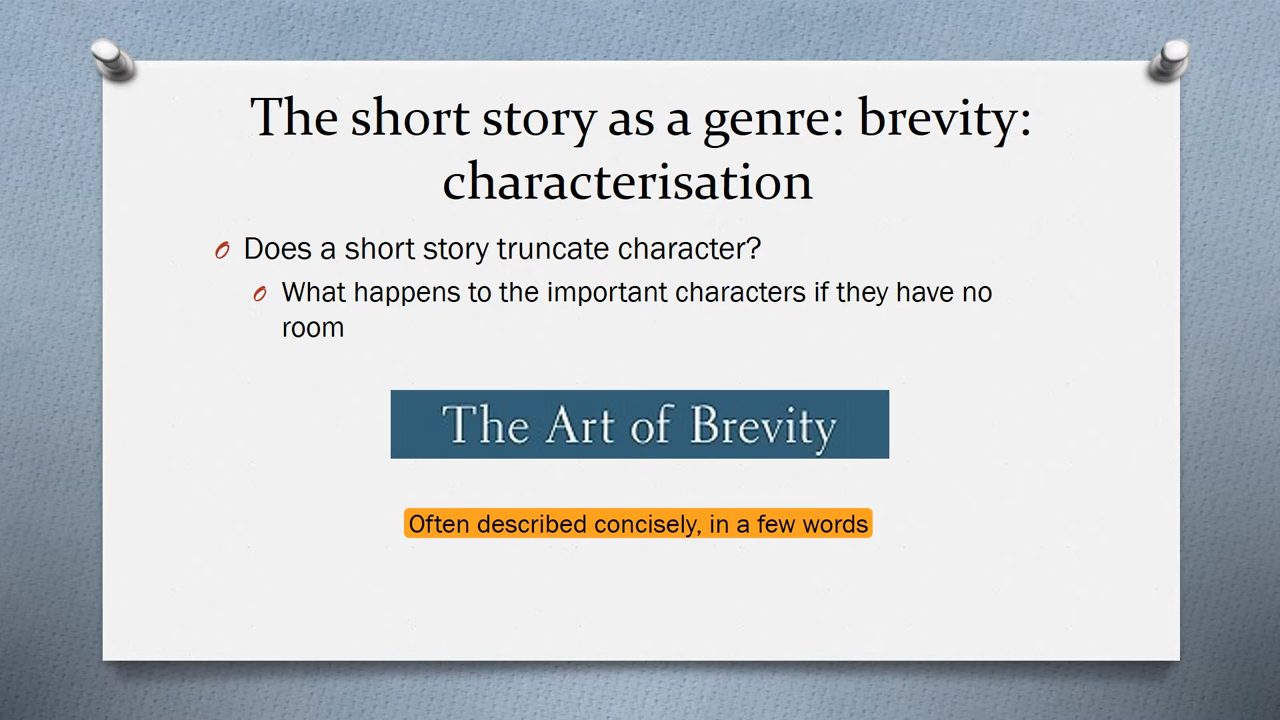 The short story as a genre: brevity:
characterisation
Does a short story truncate character?
What happens to the important characters if they have no
room
The Art of Brevity
Often described concisely, in a few words